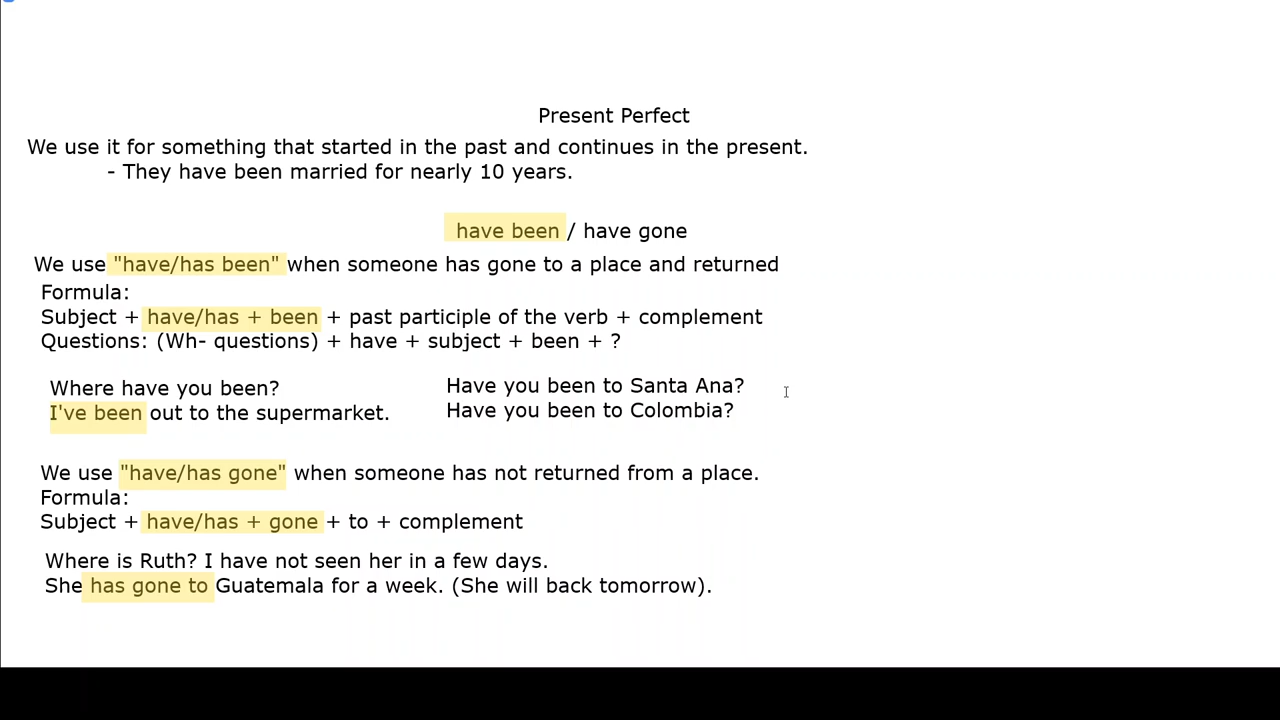 Present Perfect
We use it for something that started in the past and continues in the present.
- They have been married for nearly 10 years.
have been / have gone
We use "have/has been" when someone has gone to a place and returned
Formula:
Subject + have/has + been + past participle of the verb + complement
Questions: (Wh- questions) + have + subject + been + ?
Where have you been?
I've been out to the supermarket.
Have you been to Santa Ana?
Have you been to Colombia?
We use "have/has gone" when someone has not returned from a place.
Formula:
Subject + have/has + gone + to + complement
Where is Ruth? I have not seen her in a few days.
She has gone to Guatemala for a week. (She will back tomorrow).